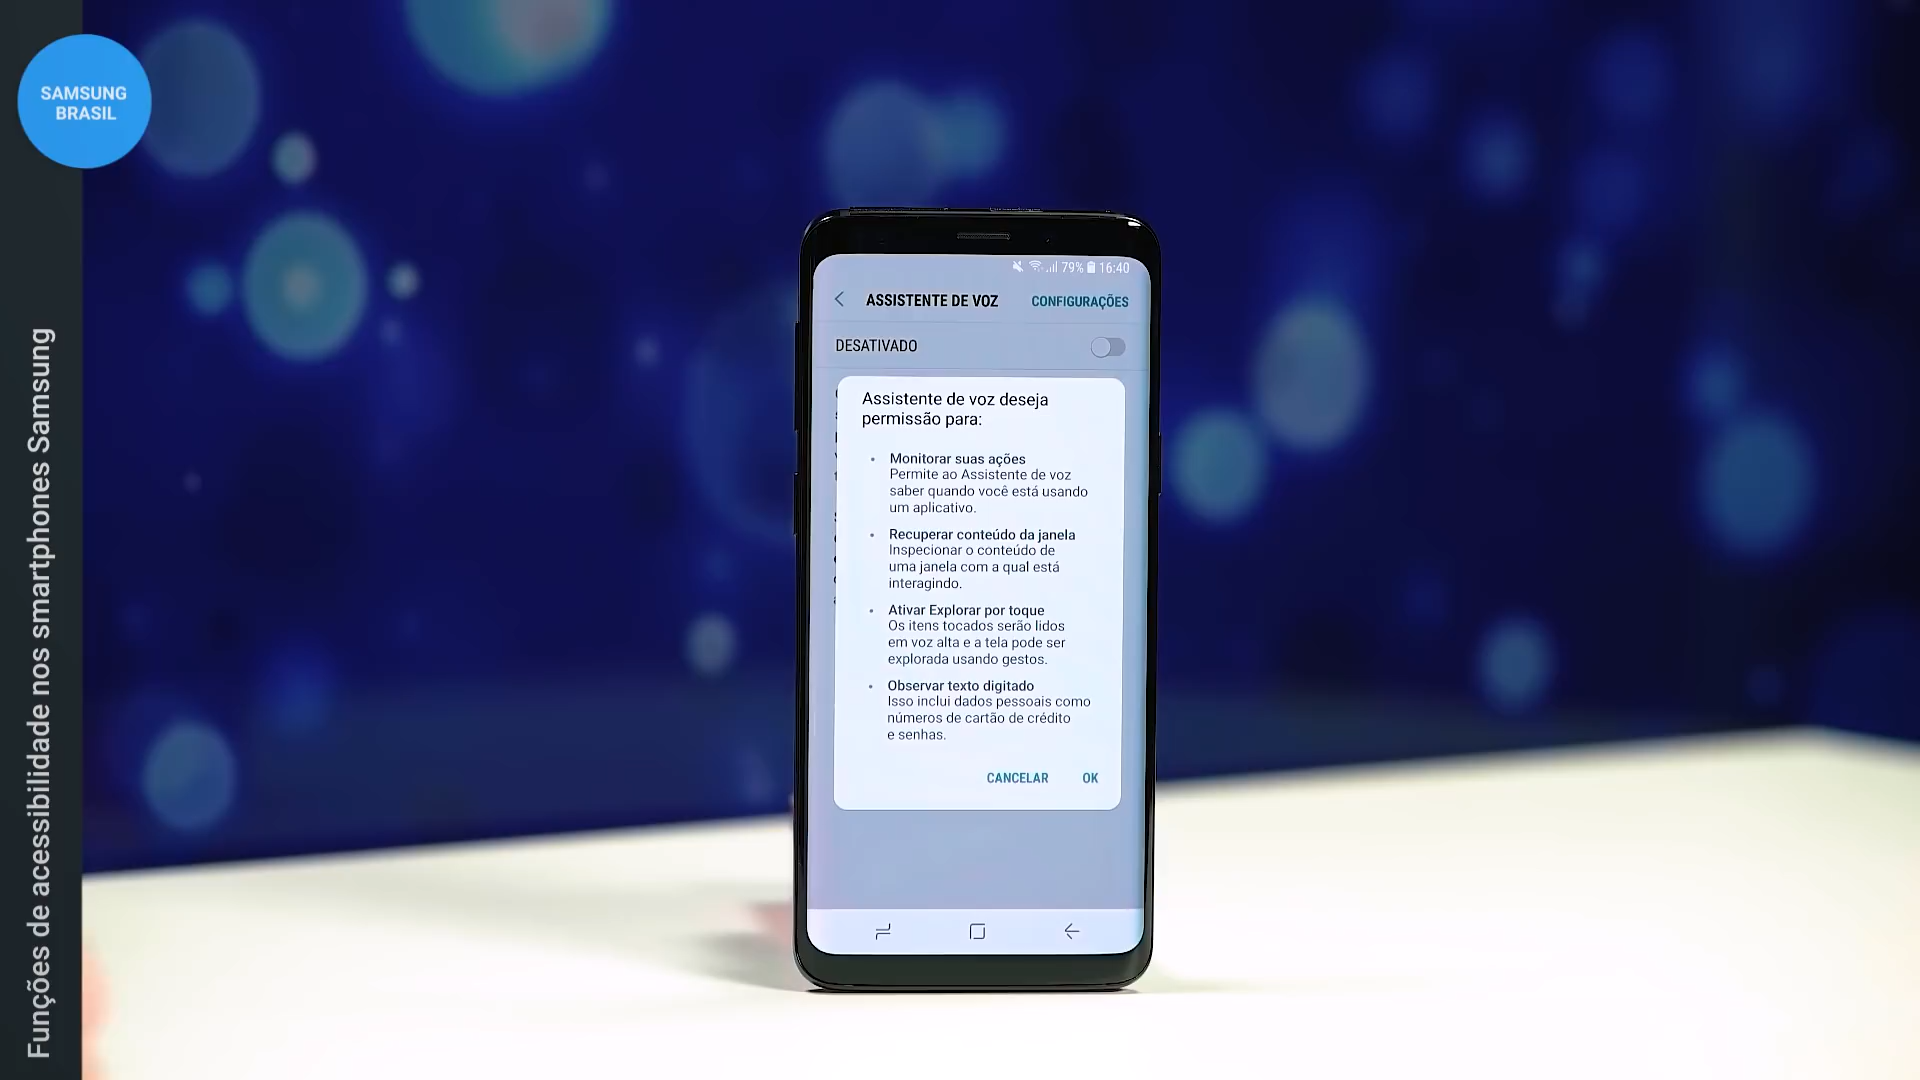 SAMSUNG
BRASIL
Funções de acessibilidade nos smartphones Samsung
79% 16:40
ASSISTENTE DE VOZ CONFIGURAÇÕES
DESATIVADO
Assistente de voz deseja
permissão para:
• Monitorar suas ações
Permite ao Assistente de voz
saber quando você está usando
um aplicativo.
• Recuperar conteúdo da janela
Inspecionar o conteúdo de
uma janela com a qual está
interagindo.
• Ativar Explorar por toque
Os itens tocados serão lidos
em voz alta e a tela pode ser
explorada usando gestos.
• Observar texto digitado
Isso inclui dados pessoais como
números de cartão de crédito
e senhas.
CANCELAR OK